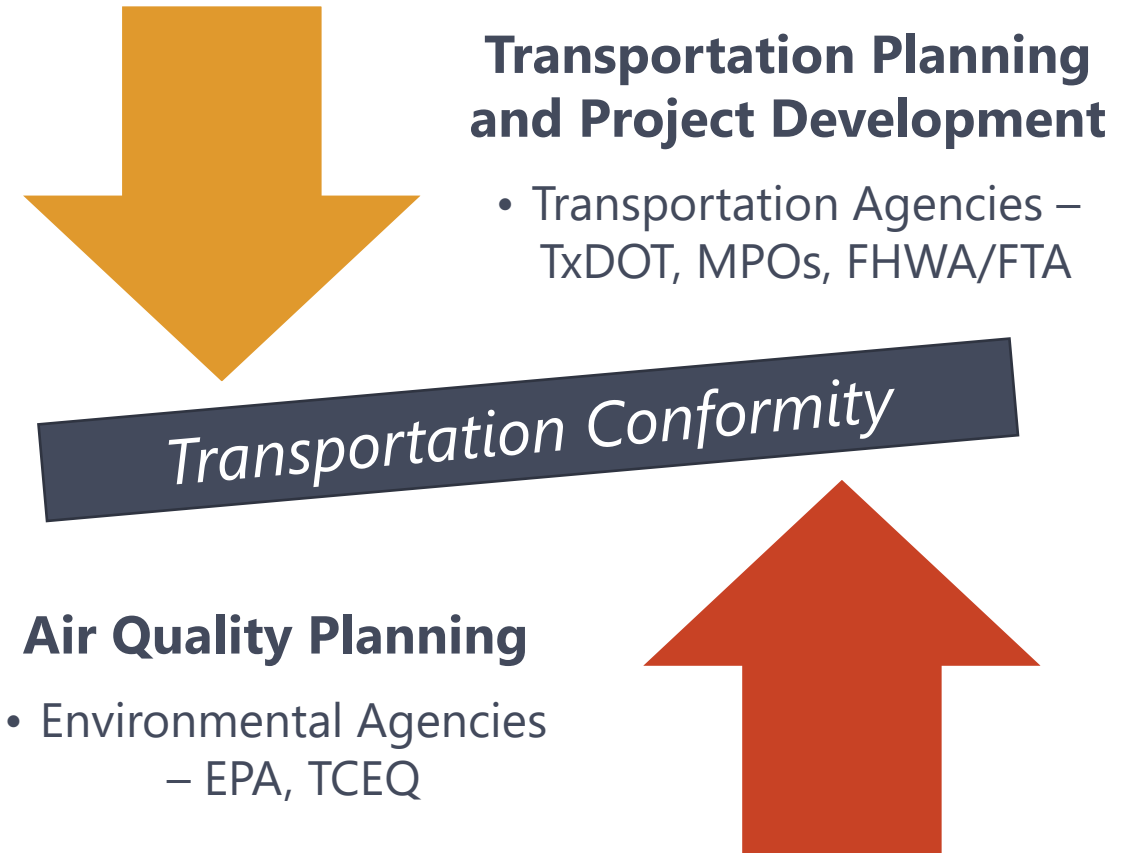 Transportation Planning
and Project Development
• Transportation Agencies –
TxDOT, MPOs, FHWA/FTA
Transportation Conformity
Air Quality Planning
• Environmental Agencies
– EPA, TCEQ